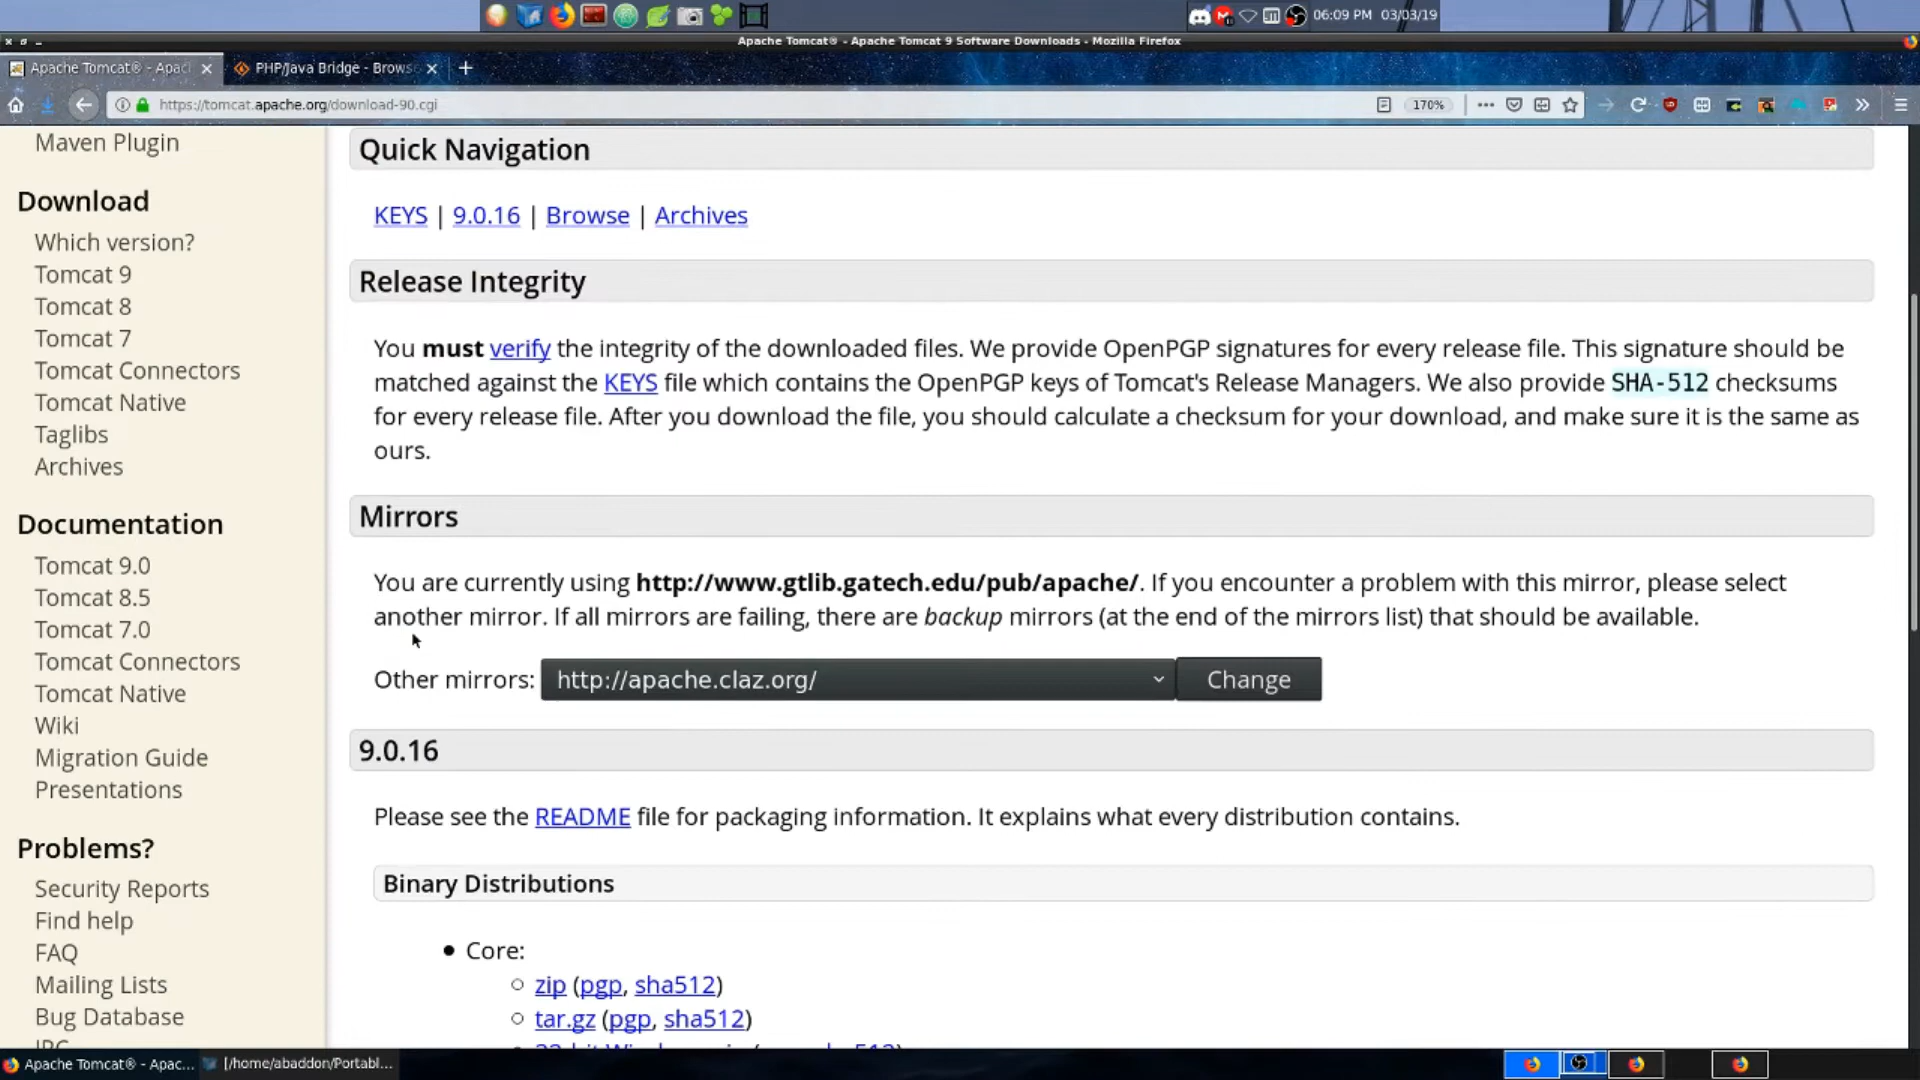 06:09 PM 03/03/19
Apache Tomcat® - Apache Tomcat 9 Software Downloads - Mozilla Firefox
Apache Tomcat® - Apac
PHP/Java Bridge - Browse
https://tomcat.apache.org/download-90.cgi
170%
Maven Plugin
Download
Which version?
Tomcat 9
Tomcat 8
Tomcat 7
Tomcat Connectors
Tomcat Native
Taglibs
Archives
Documentation
Tomcat 9.0
Tomcat 8.5
Tomcat 7.0
Tomcat Connectors
Tomcat Native
Wiki
Migration Guide
Presentations
Problems?
Security Reports
Find help
FAQ
Mailing Lists
Bug Database
IRC
Quick Navigation
KEYS | 9.0.16 | Browse | Archives
Release Integrity
You must verify the integrity of the downloaded files. We provide OpenPGP signatures for every release file. This signature should be
matched against the KEYS file which contains the OpenPGP keys of Tomcat's Release Managers. We also provide SHA-512 checksums
for every release file. After you download the file, you should calculate a checksum for your download, and make sure it is the same as
ours.
Mirrors
You are currently using http://www.gtlib.gatech.edu/pub/apache/. If you encounter a problem with this mirror, please select
another mirror. If all mirrors are failing, there are backup mirrors (at the end of the mirrors list) that should be available.
Other mirrors: http://apache.claz.org/ Change
9.0.16
Please see the README file for packaging information. It explains what every distribution contains.
Binary Distributions
Core:
zip (pgp, sha512)
tar.gz (pgp, sha512)
Apache Tomcat® - Apac...
[/home/abaddon/Portabl...